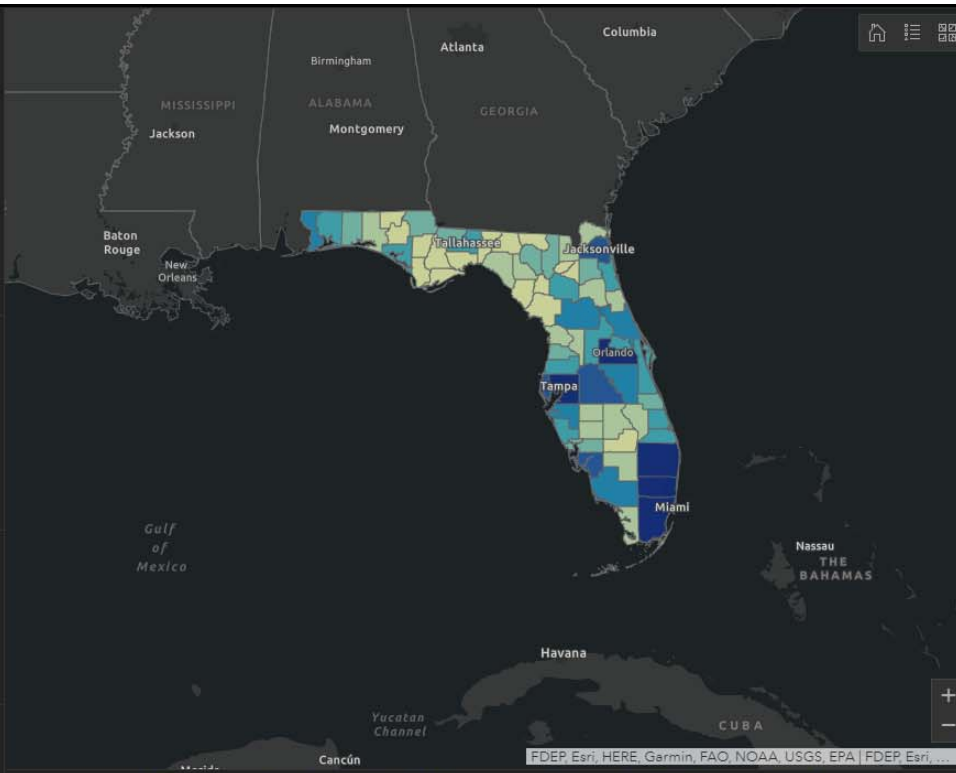 Columbia
Atlanta
Birmingham
MISSISSIPPI
ALABAMA
GEORGIA
Jackson
Montgomery
Baton
Rouge
New
Orleans
Tallahassee
Jacksonville
Orlando
Tampa
Miami
Gulf
of
Mexico
Nassau
THE
BAHAMAS
Havana
Yucatan
Channel
CUBA
Cancún
FDEP, Esri, HERE, Garmin, FAO, NOAA, USGS, EPA | FDEP, Esri, ...